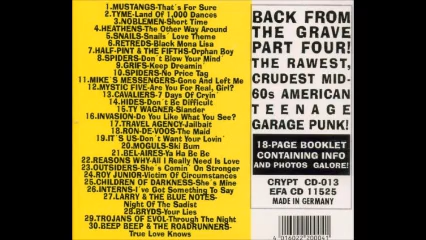 1.MUSTANGS-That's For Sure
2.TYME-Land Of 1,000 Dances
3.NOBLEMEN-Short Time
4.HEATHENS-The Other Way Around
5.SNAILS-Snails´ Love Theme
6.RETREDS-Black Mona Lisa
7.HALF-PINT & THE FIFTHS-Orphan Boy
8.SPIDERS-Don't Blow Your Mind
9.GRIFS-Keep Dreamin´
10.SPIDERS-No Price Tag
11.MIKE´S MESSENGERS-Gone And Left Me
12.MYSTIC FIVE-Are You For Real, Girl?
13.CAVALIERS-7 Days Of Cryin´
14.HIDES-Don´t Be Difficult
15.TY WAGNER-Slander
16.INVASION-Do You Like What You See?
17.TRAVEL AGENCY-Jailbait
18.RON-DE-VOOS-The Maid
19.IT´S US-Don´t Want Your Lovin´
20.MOGULS-Ski Bum
21.BEL-AIRES-Ya Ha Be Be
22.REASONS WHY-All I Really Need Is Love
23.OUTSIDERS-She´s Comin´ On Stronger
24.ROY JUNIOR-Victim Of Circumstances
25.CHILDREN OF DARKNESS-She´s Mine
26.INTERNS-I´ve Got Something To Say
27.LARRY & THE BLUE NOTES-
Night Of The Sadist
28.BRYDS-Your Lies
29.TROJANS OF EVOL-Through The Night
30.BEEP BEEP & THE ROADRUNNERS-
True Love Knows
BACK FROM
THE GRAVE
PART FOUR!
THE RAWEST,
CRUDEST MID-
60s AMERICAN
TEENAGE
GARAGE PUNK!
18-PAGE BOOKLET
CONTAINING INFO
AND PHOTOS GALORE!
CRYPT CD-013
EFA CD 11525
MADE IN GERMANY
4 016022 200041